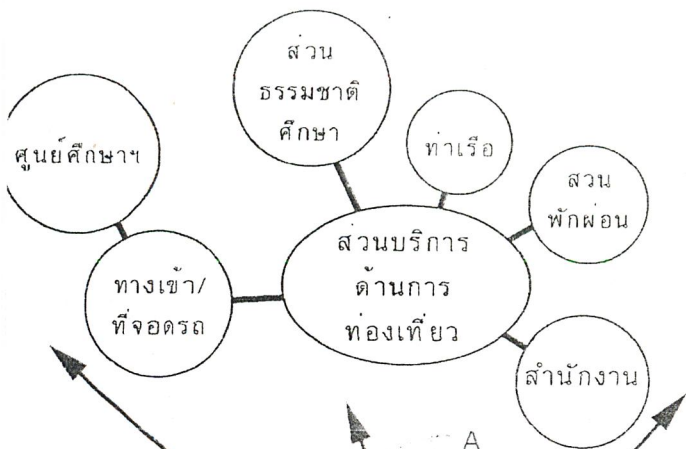 ส่วน
ธรรมชาติ
ศึกษา
ศูนย์ศึกษาฯ
ท่าเรือ
สวน
พักผ่อน
ส่วนบริการ
ด้านการ
ท่องเที่ยว
ทางเข้า/
ที่จอดรถ
สำนักงาน
A